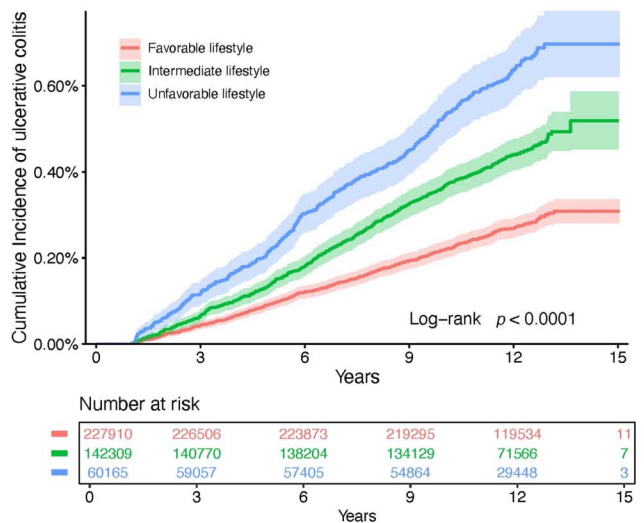 Cumulative Incidence of ulcerative colitis
0.60%
0.40%
0.20%
0.00%
Favorable lifestyle
Intermediate lifestyle
Unfavorable lifestyle
Log-rank p < 0.0001
0 3 6 9 12 15
Years
Number at risk
227910 226506 223873 219295 119534 11
142309 140770 138204 134129 71566 7
60165 59057 57405 54864 29448 3
0 3 6 9 12 15
Years